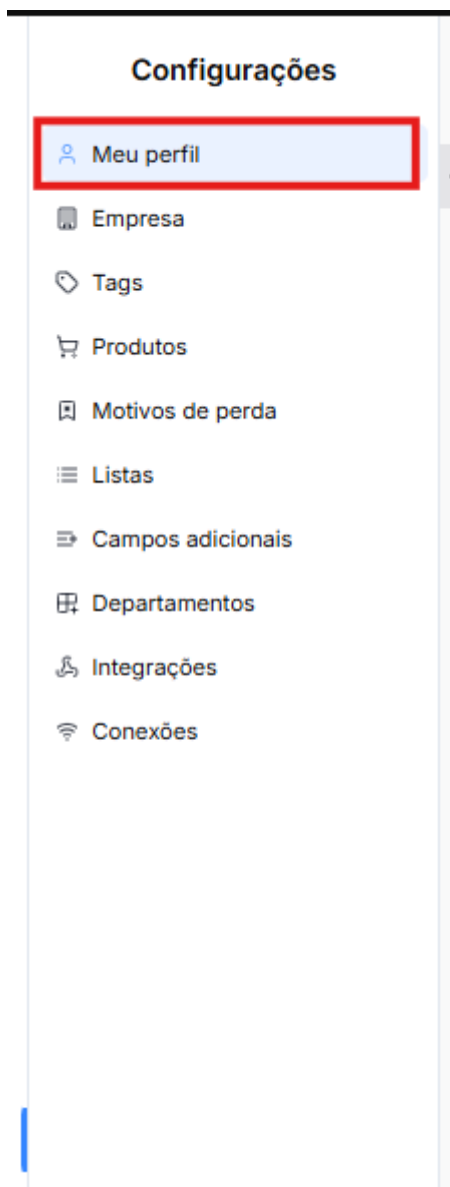 Configurações
Meu perfil
Empresa
Tags
Produtos
Motivos de perda
Listas
Campos adicionais
Departamentos
Integrações
Conexões